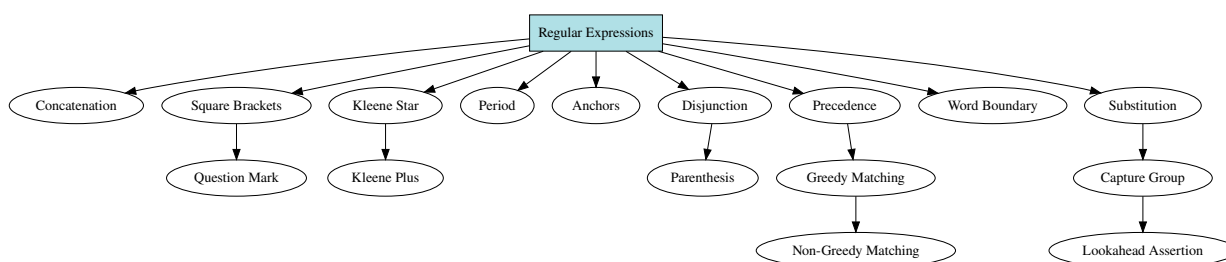 Regular Expressions
Concatenation
Square Brackets
Kleene Star
Period
Anchors
Disjunction
Precedence
Word Boundary
Substitution
Question Mark
Kleene Plus
Parenthesis
Greedy Matching
Capture Group
Non-Greedy Matching
Lookahead Assertion